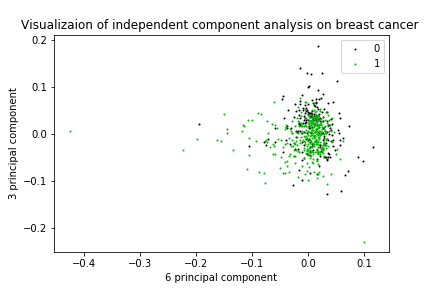 Visualizaion of independent component analysis on breast cancer
0
1
0.2
0.1
0.0
−0.1
−0.2
3 principal component
−0.4 −0.3 −0.2 −0.1 0.0 0.1
6 principal component